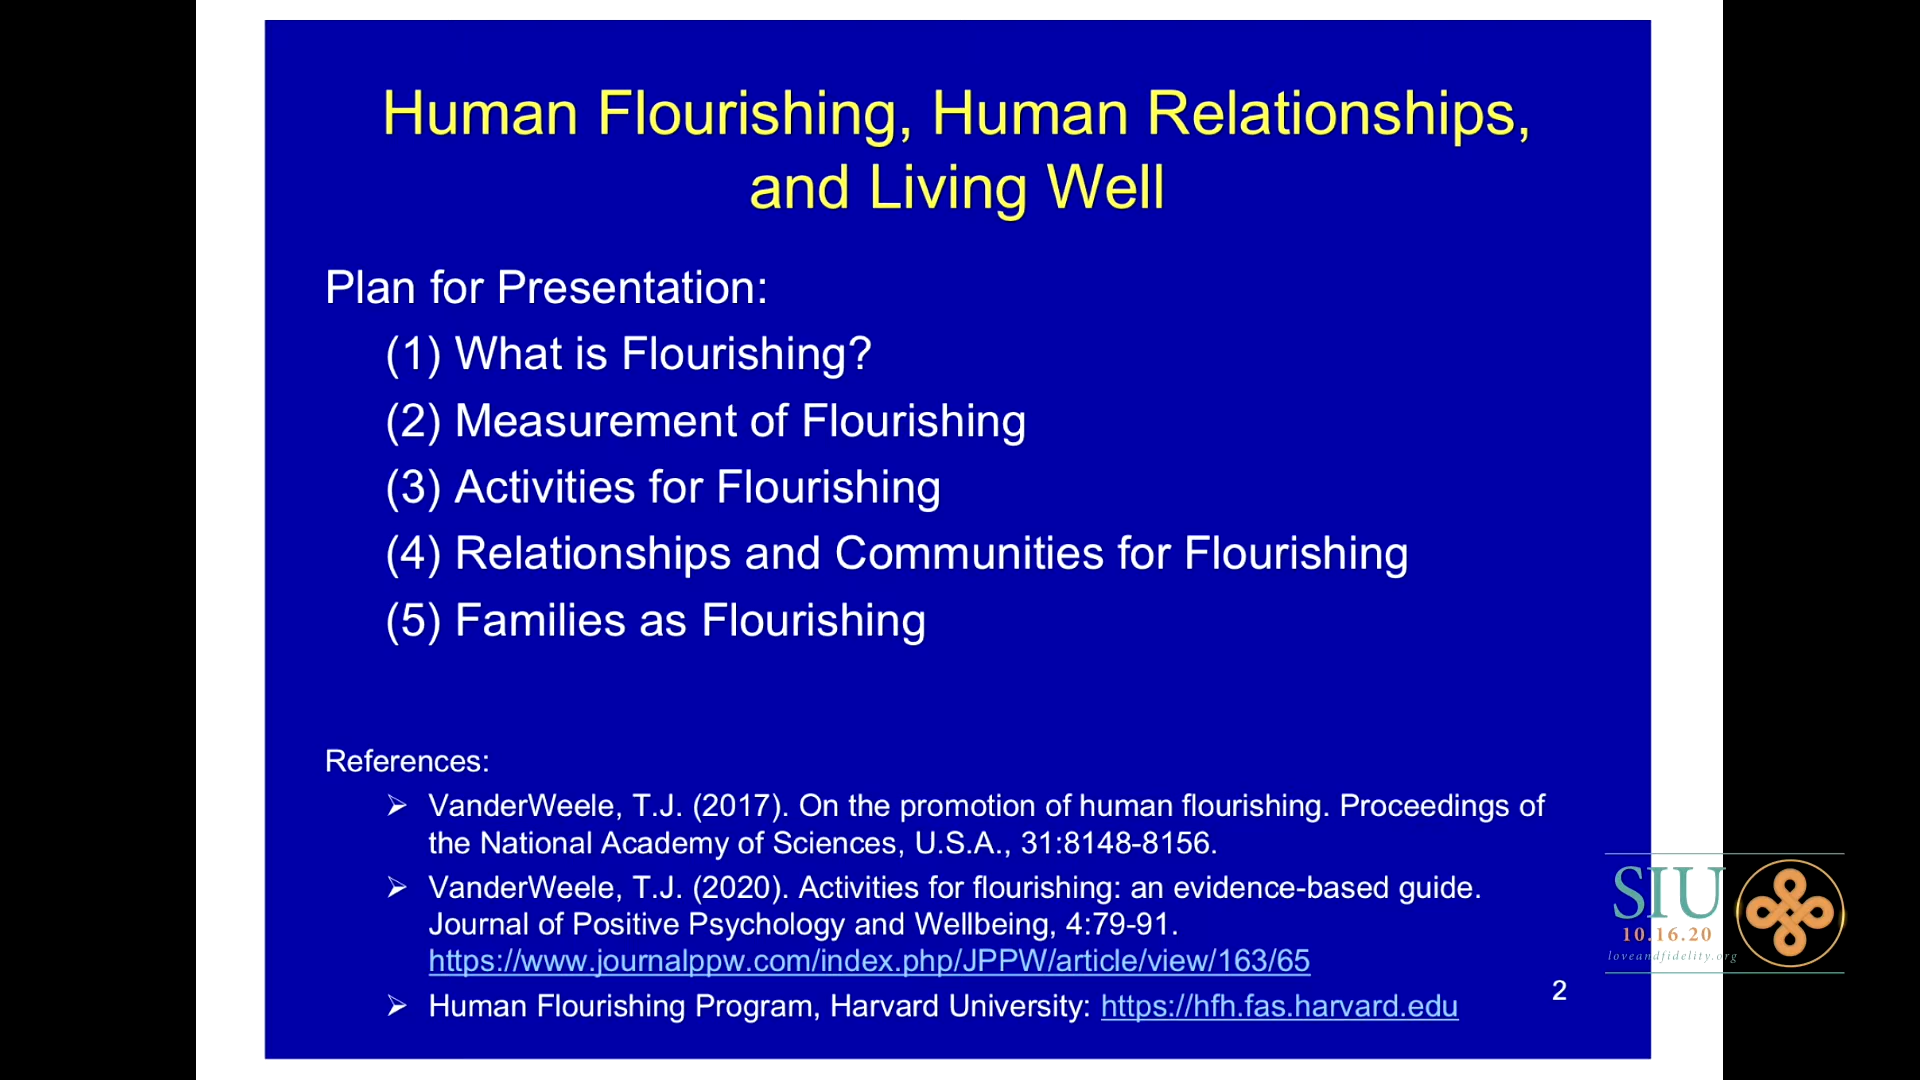 Human Flourishing, Human Relationships,
and Living Well
Plan for Presentation:
(1) What is Flourishing?
(2) Measurement of Flourishing
(3) Activities for Flourishing
(4) Relationships and Communities for Flourishing
(5) Families as Flourishing
References:
➢ VanderWeele, T.J. (2017). On the promotion of human flourishing. Proceedings of
the National Academy of Sciences, U.S.A., 31:8148-8156.
➢ VanderWeele, T.J. (2020). Activities for flourishing: an evidence-based guide.
Journal of Positive Psychology and Wellbeing, 4:79-91.
https://www.journalppw.com/index.php/JPPW/article/view/163/65
➢ Human Flourishing Program, Harvard University: https://hfh.fas.harvard.edu
2
SIU
10.16.20
loveandfidelity.org